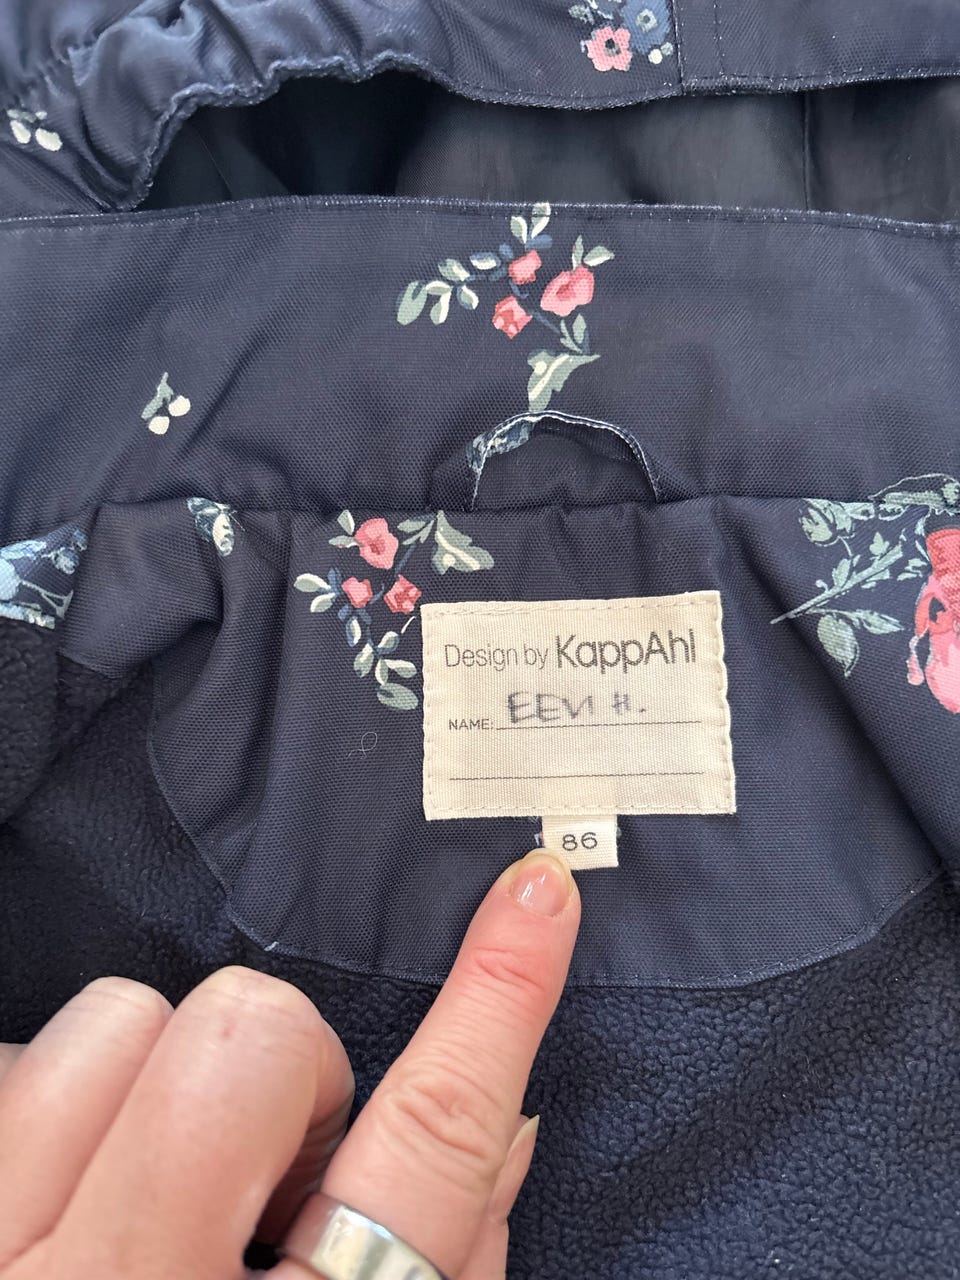 Design by KappAhl
NAME: EEVI H.
86